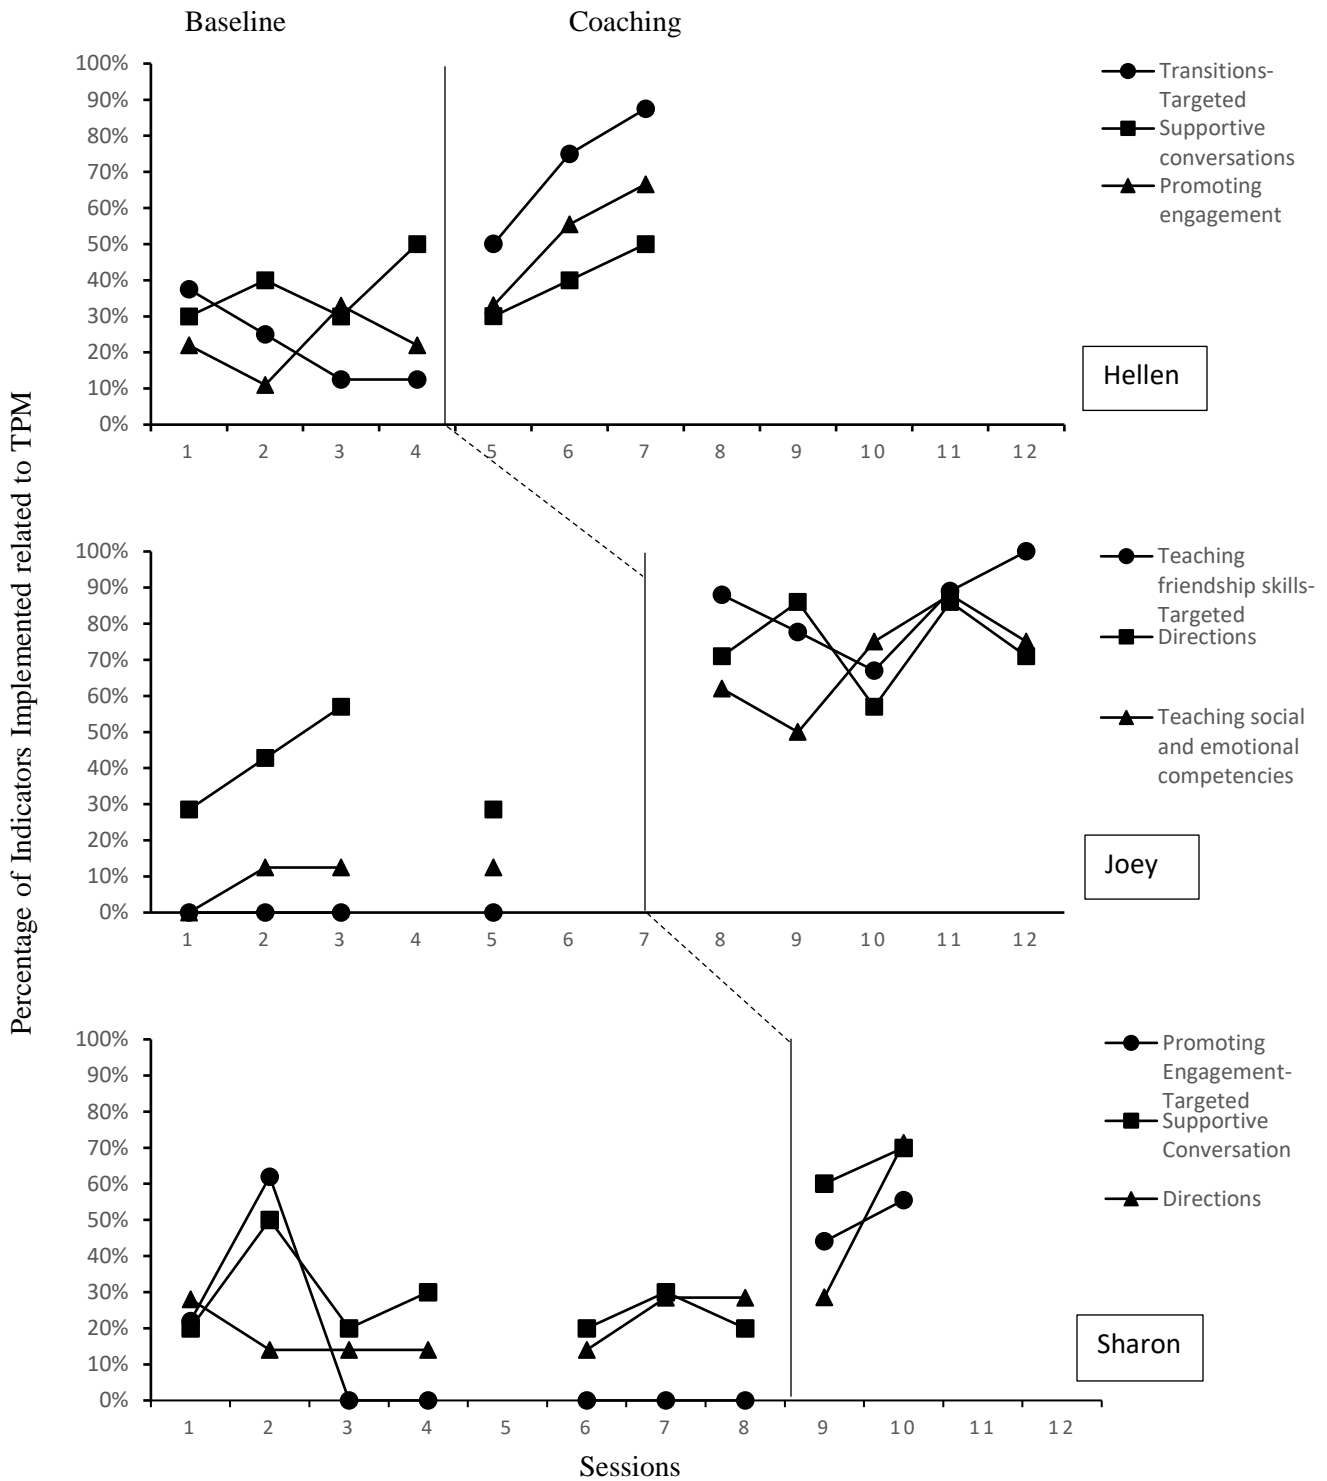 Baseline
Coaching
Percentage of Indicators Implemented related to TPM
100%
90%
80%
70%
60%
50%
40%
30%
20%
10%
0%
1 2 3 4 5 6 7 8 9 10 11 12
Transitions-
Targeted
Supportive
conversations
Promoting
engagement
Hellen
100%
90%
80%
70%
60%
50%
40%
30%
20%
10%
0%
1 2 3 4 5 6 7 8 9 10 11 12
Teaching
friendship skills-
Targeted
Directions
Teaching social
and emotional
competencies
Joey
100%
90%
80%
70%
60%
50%
40%
30%
20%
10%
0%
1 2 3 4 5 6 7 8 9 10 11 12
Promoting
Engagement-
Targeted
Supportive
Conversation
Directions
Sharon
Sessions